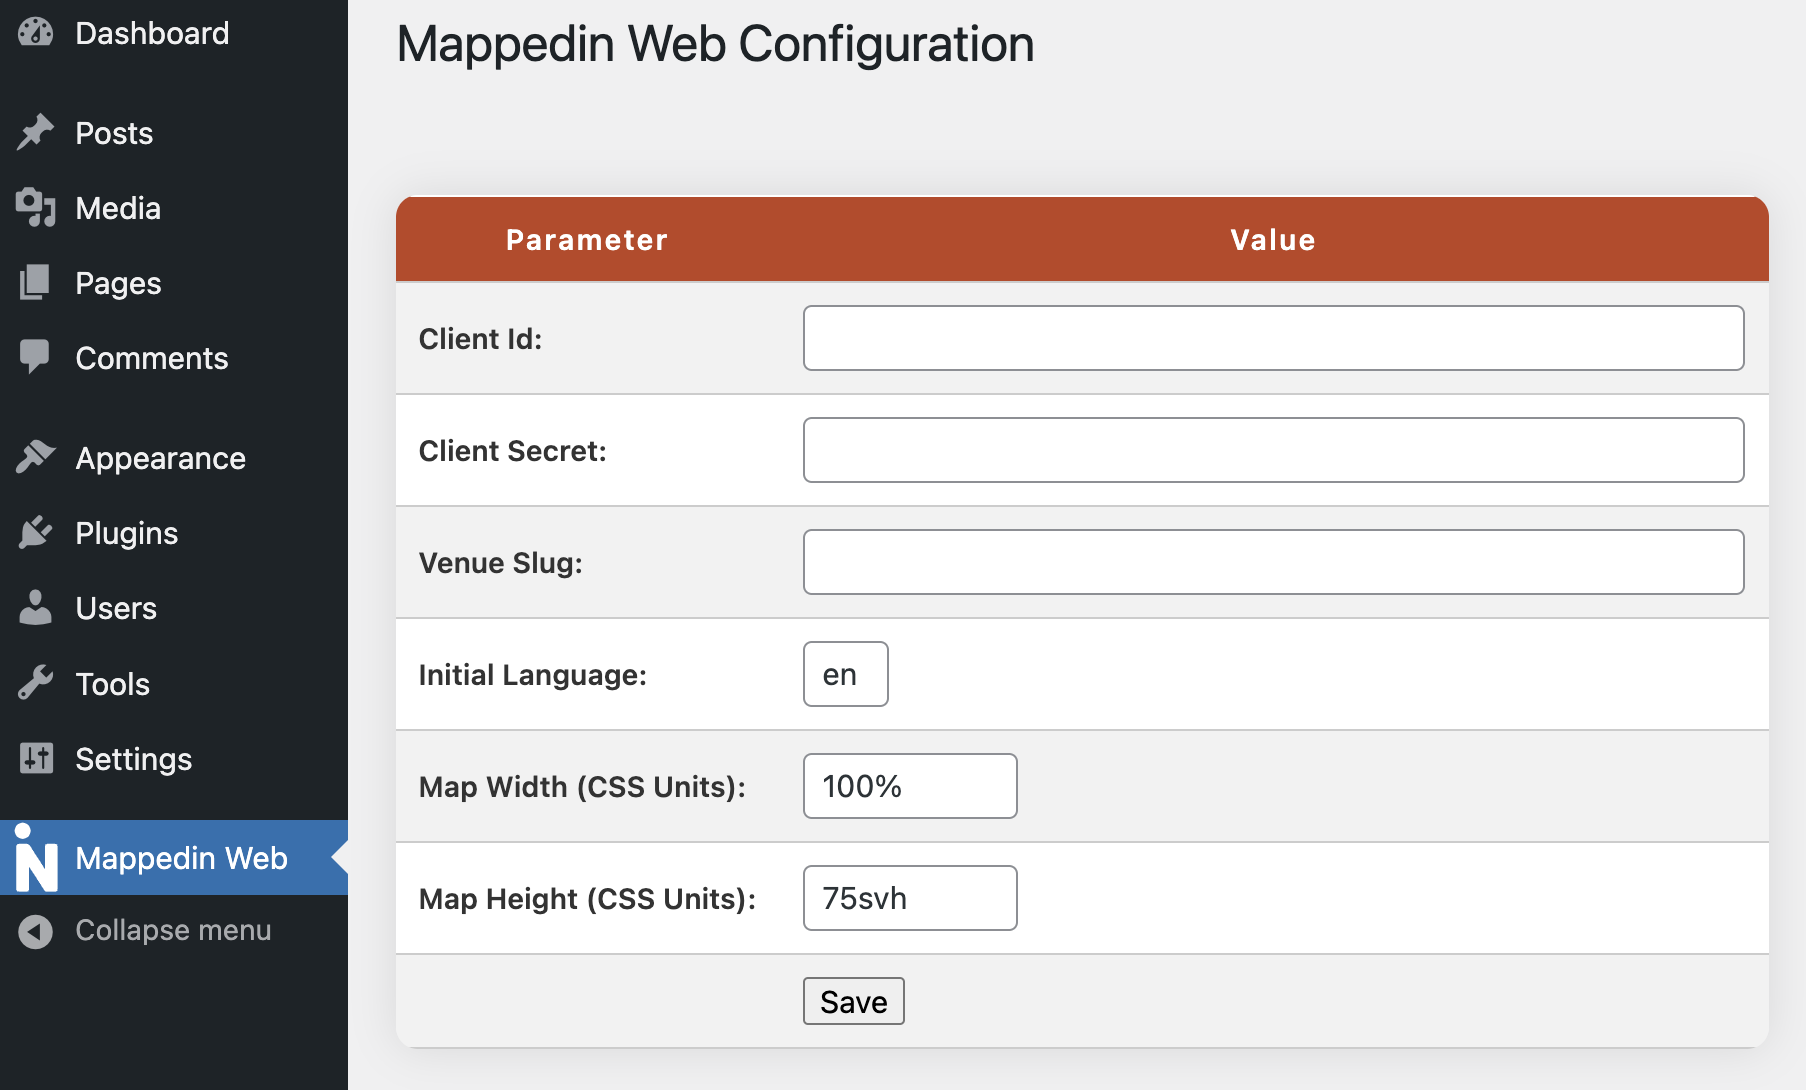 Dashboard
Posts
Media
Pages
Comments
Appearance
Plugins
Users
Tools
Settings
Mappedin Web
Collapse menu
Mappedin Web Configuration
Parameter Value
Client Id:
Client Secret:
Venue Slug:
Initial Language: en
Map Width (CSS Units): 100%
Map Height (CSS Units): 75svh
Save